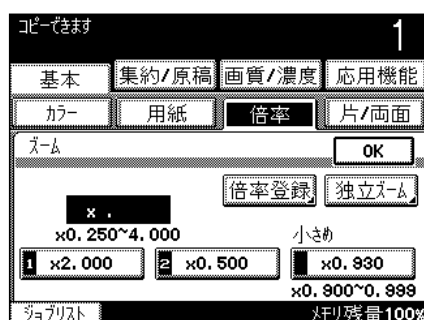 コピーできます 1
基本 集約/原稿 画質/濃度 応用機能
カラー 用紙 倍率 片/両面
ズーム OK
倍率登録 独立ズーム
x .
x0.250~4.000 小さめ
1 x2.000 2 x0.500 x0.930
x0.900~0.999
ジョブリスト メモリ残量100%